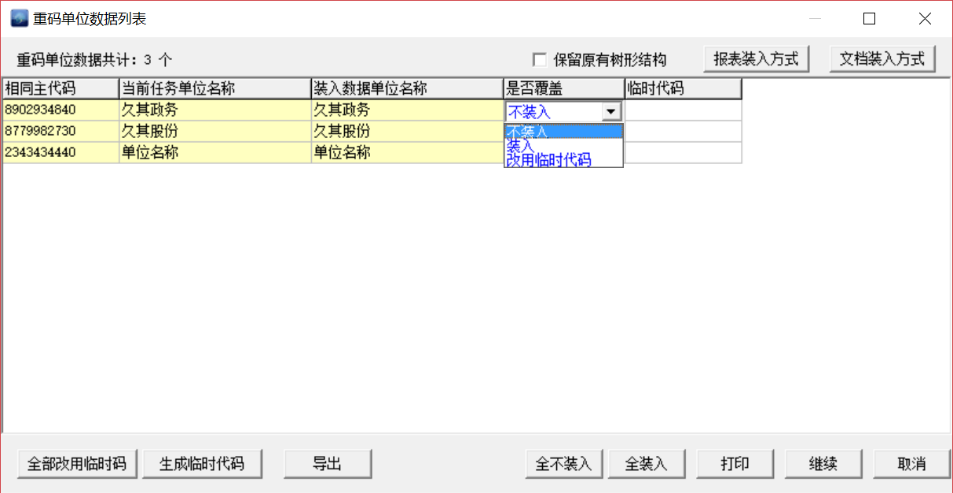 重码单位数据列表
重码单位数据共计：3 个 保留原有树形结构 报表装入方式 文档装入方式
相同主代码 当前任务单位名称 装入数据单位名称 是否覆盖 临时代码
8902934840 久其政务 久其政务 不装入
8779982730 久其股份 久其股份 不装入
2343434440 单位名称 单位名称 装入
改用临时代码
全部改用临时码 生成临时代码 导出 全不装入 全装入 打印 继续 取消